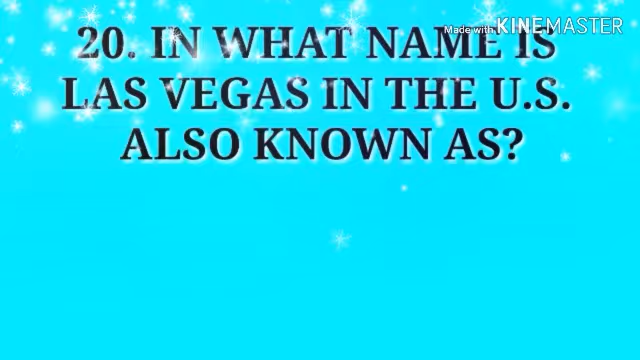 Made with KINEMASTER
20. IN WHAT NAME IS
LAS VEGAS IN THE U.S.
ALSO KNOWN AS?